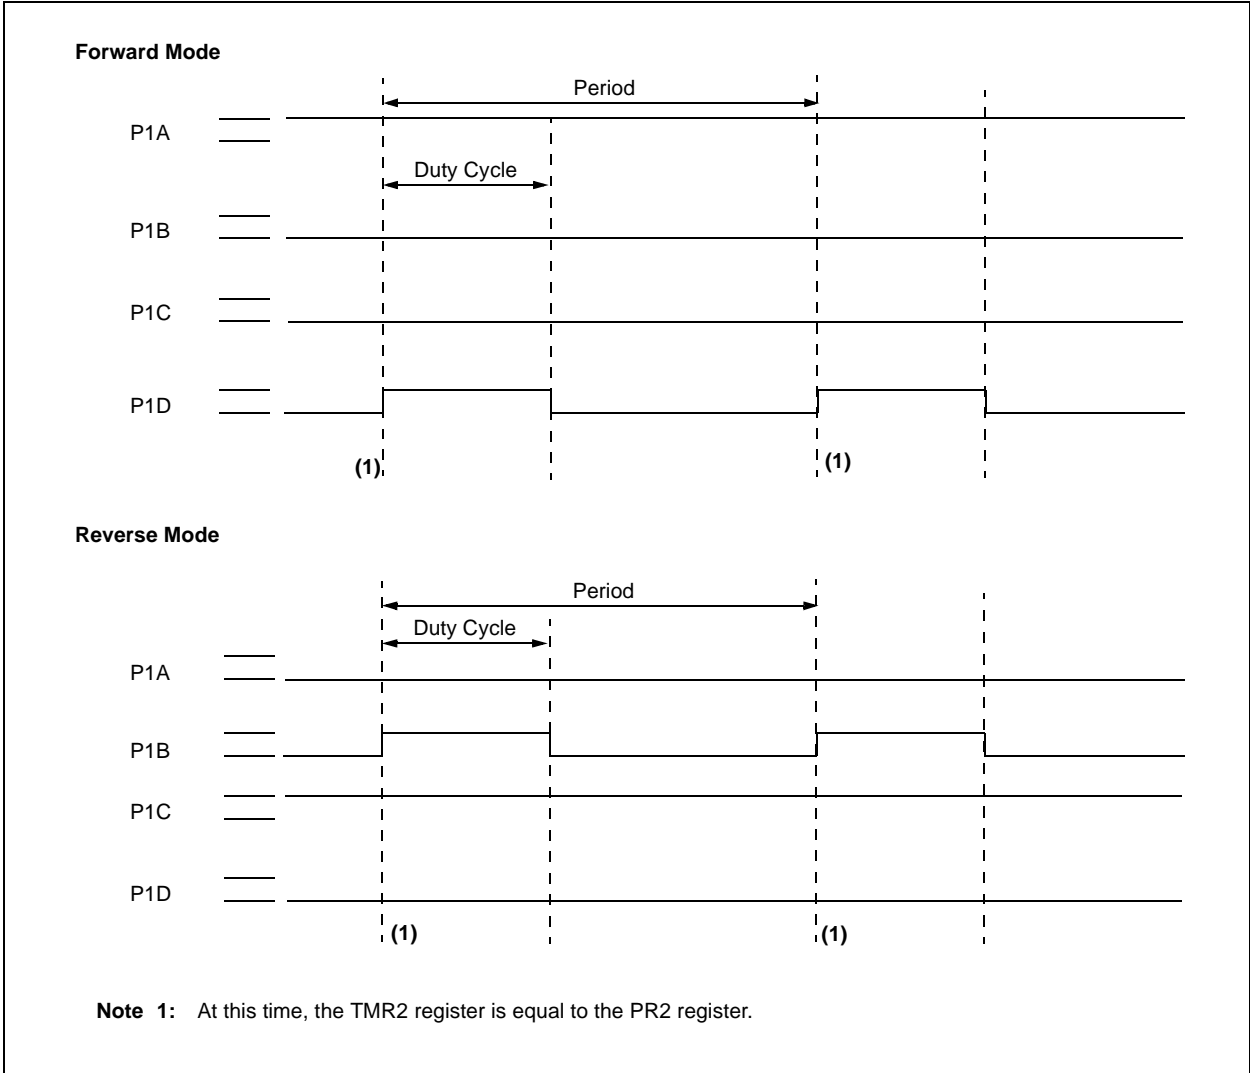 Forward Mode
Period
P1A
Duty Cycle
P1B
P1C
P1D
(1)
(1)
Reverse Mode
Period
Duty Cycle
P1A
P1B
P1C
P1D
(1)
(1)
Note 1: At this time, the TMR2 register is equal to the PR2 register.